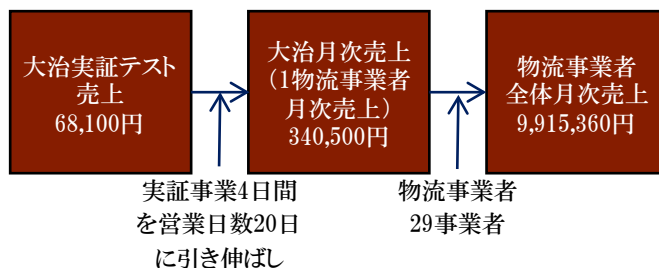 大治実証テスト
売上
68,100円
大治月次売上
（1物流事業者
月次売上）
340,500円
物流事業者
全体月次売上
9,915,360円
実証事業4日間
を営業日数20日
に引き伸ばし
物流事業者
29事業者